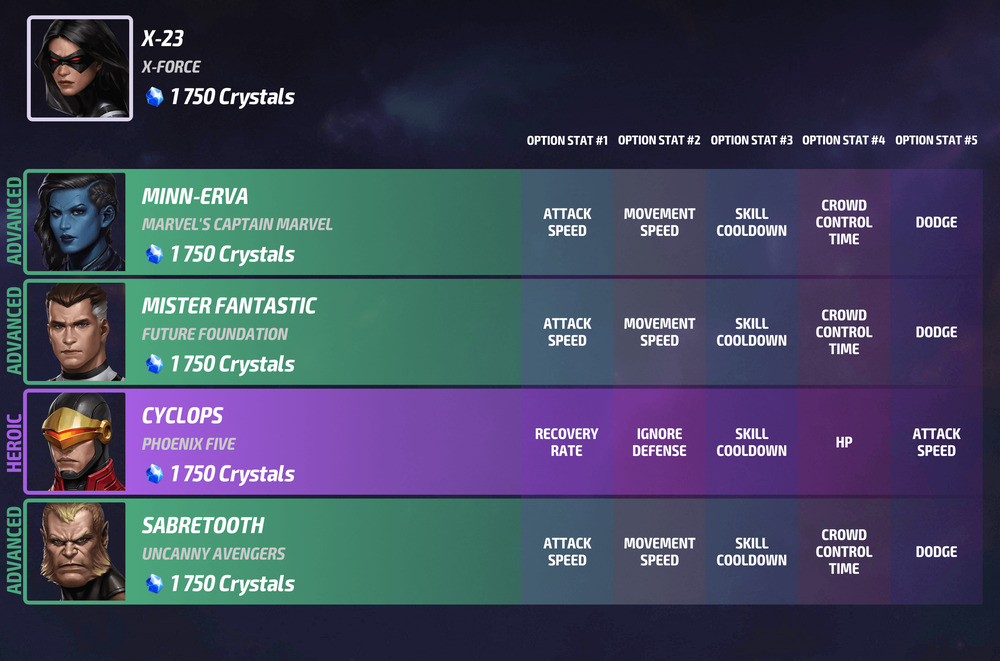 X-23
X-FORCE
1 750 Crystals
OPTION STAT #1 OPTION STAT #2 OPTION STAT #3 OPTION STAT #4 OPTION STAT #5
ADVANCED
MINN-ERVA
MARVEL'S CAPTAIN MARVEL
1 750 Crystals
ATTACK
SPEED
MOVEMENT
SPEED
SKILL
COOLDOWN
CROWD
CONTROL
TIME
DODGE
ADVANCED
MISTER FANTASTIC
FUTURE FOUNDATION
1 750 Crystals
ATTACK
SPEED
MOVEMENT
SPEED
SKILL
COOLDOWN
CROWD
CONTROL
TIME
DODGE
HEROIC
CYCLOPS
PHOENIX FIVE
1 750 Crystals
RECOVERY
RATE
IGNORE
DEFENSE
SKILL
COOLDOWN
HP
ATTACK
SPEED
ADVANCED
SABRETOOTH
UNCANNY AVENGERS
1 750 Crystals
ATTACK
SPEED
MOVEMENT
SPEED
SKILL
COOLDOWN
CROWD
CONTROL
TIME
DODGE